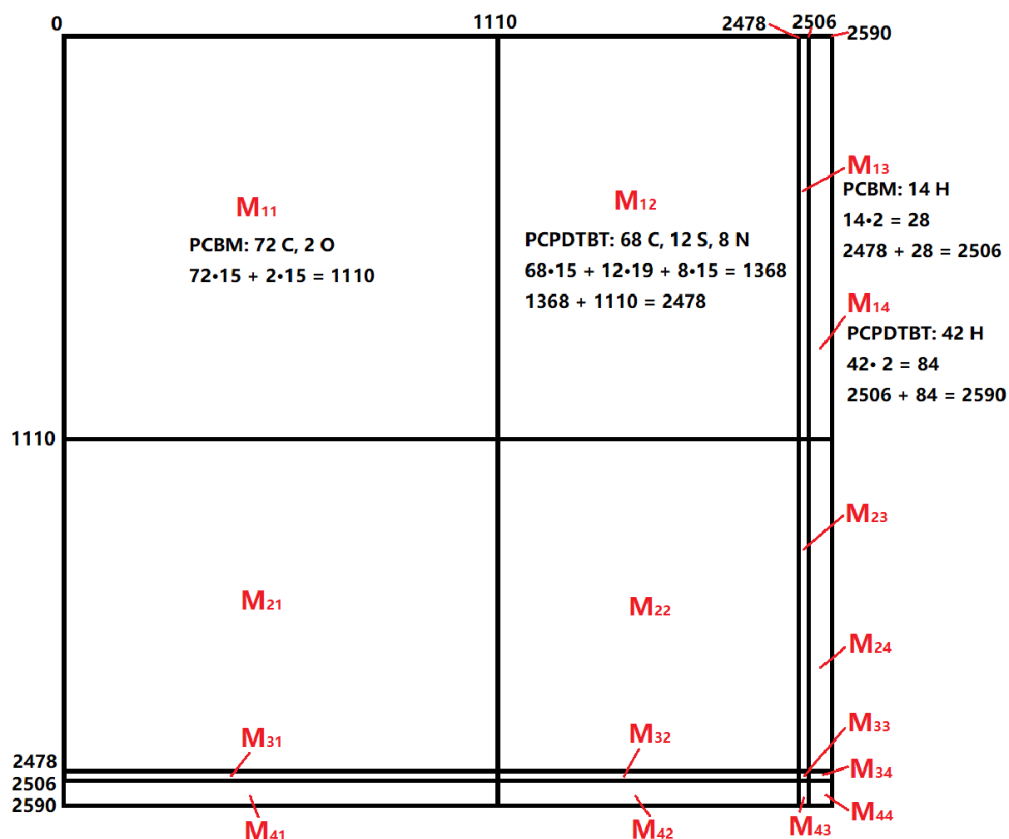 0 1110 2478 2506 2590
M13
PCBM: 14 H
14•2 = 28
2478 + 28 = 2506
M11
PCBM: 72 C, 2 O
72•15 + 2•15 = 1110
M12
PCPDTBT: 68 C, 12 S, 8 N
68•15 + 12•19 + 8•15 = 1368
1368 + 1110 = 2478
M14
PCPDTBT: 42 H
42• 2 = 84
2506 + 84 = 2590
1110
M23
M21 M22
M24
M31 M32 M33
2478 M34
2506
2590 M44
M41 M42 M43